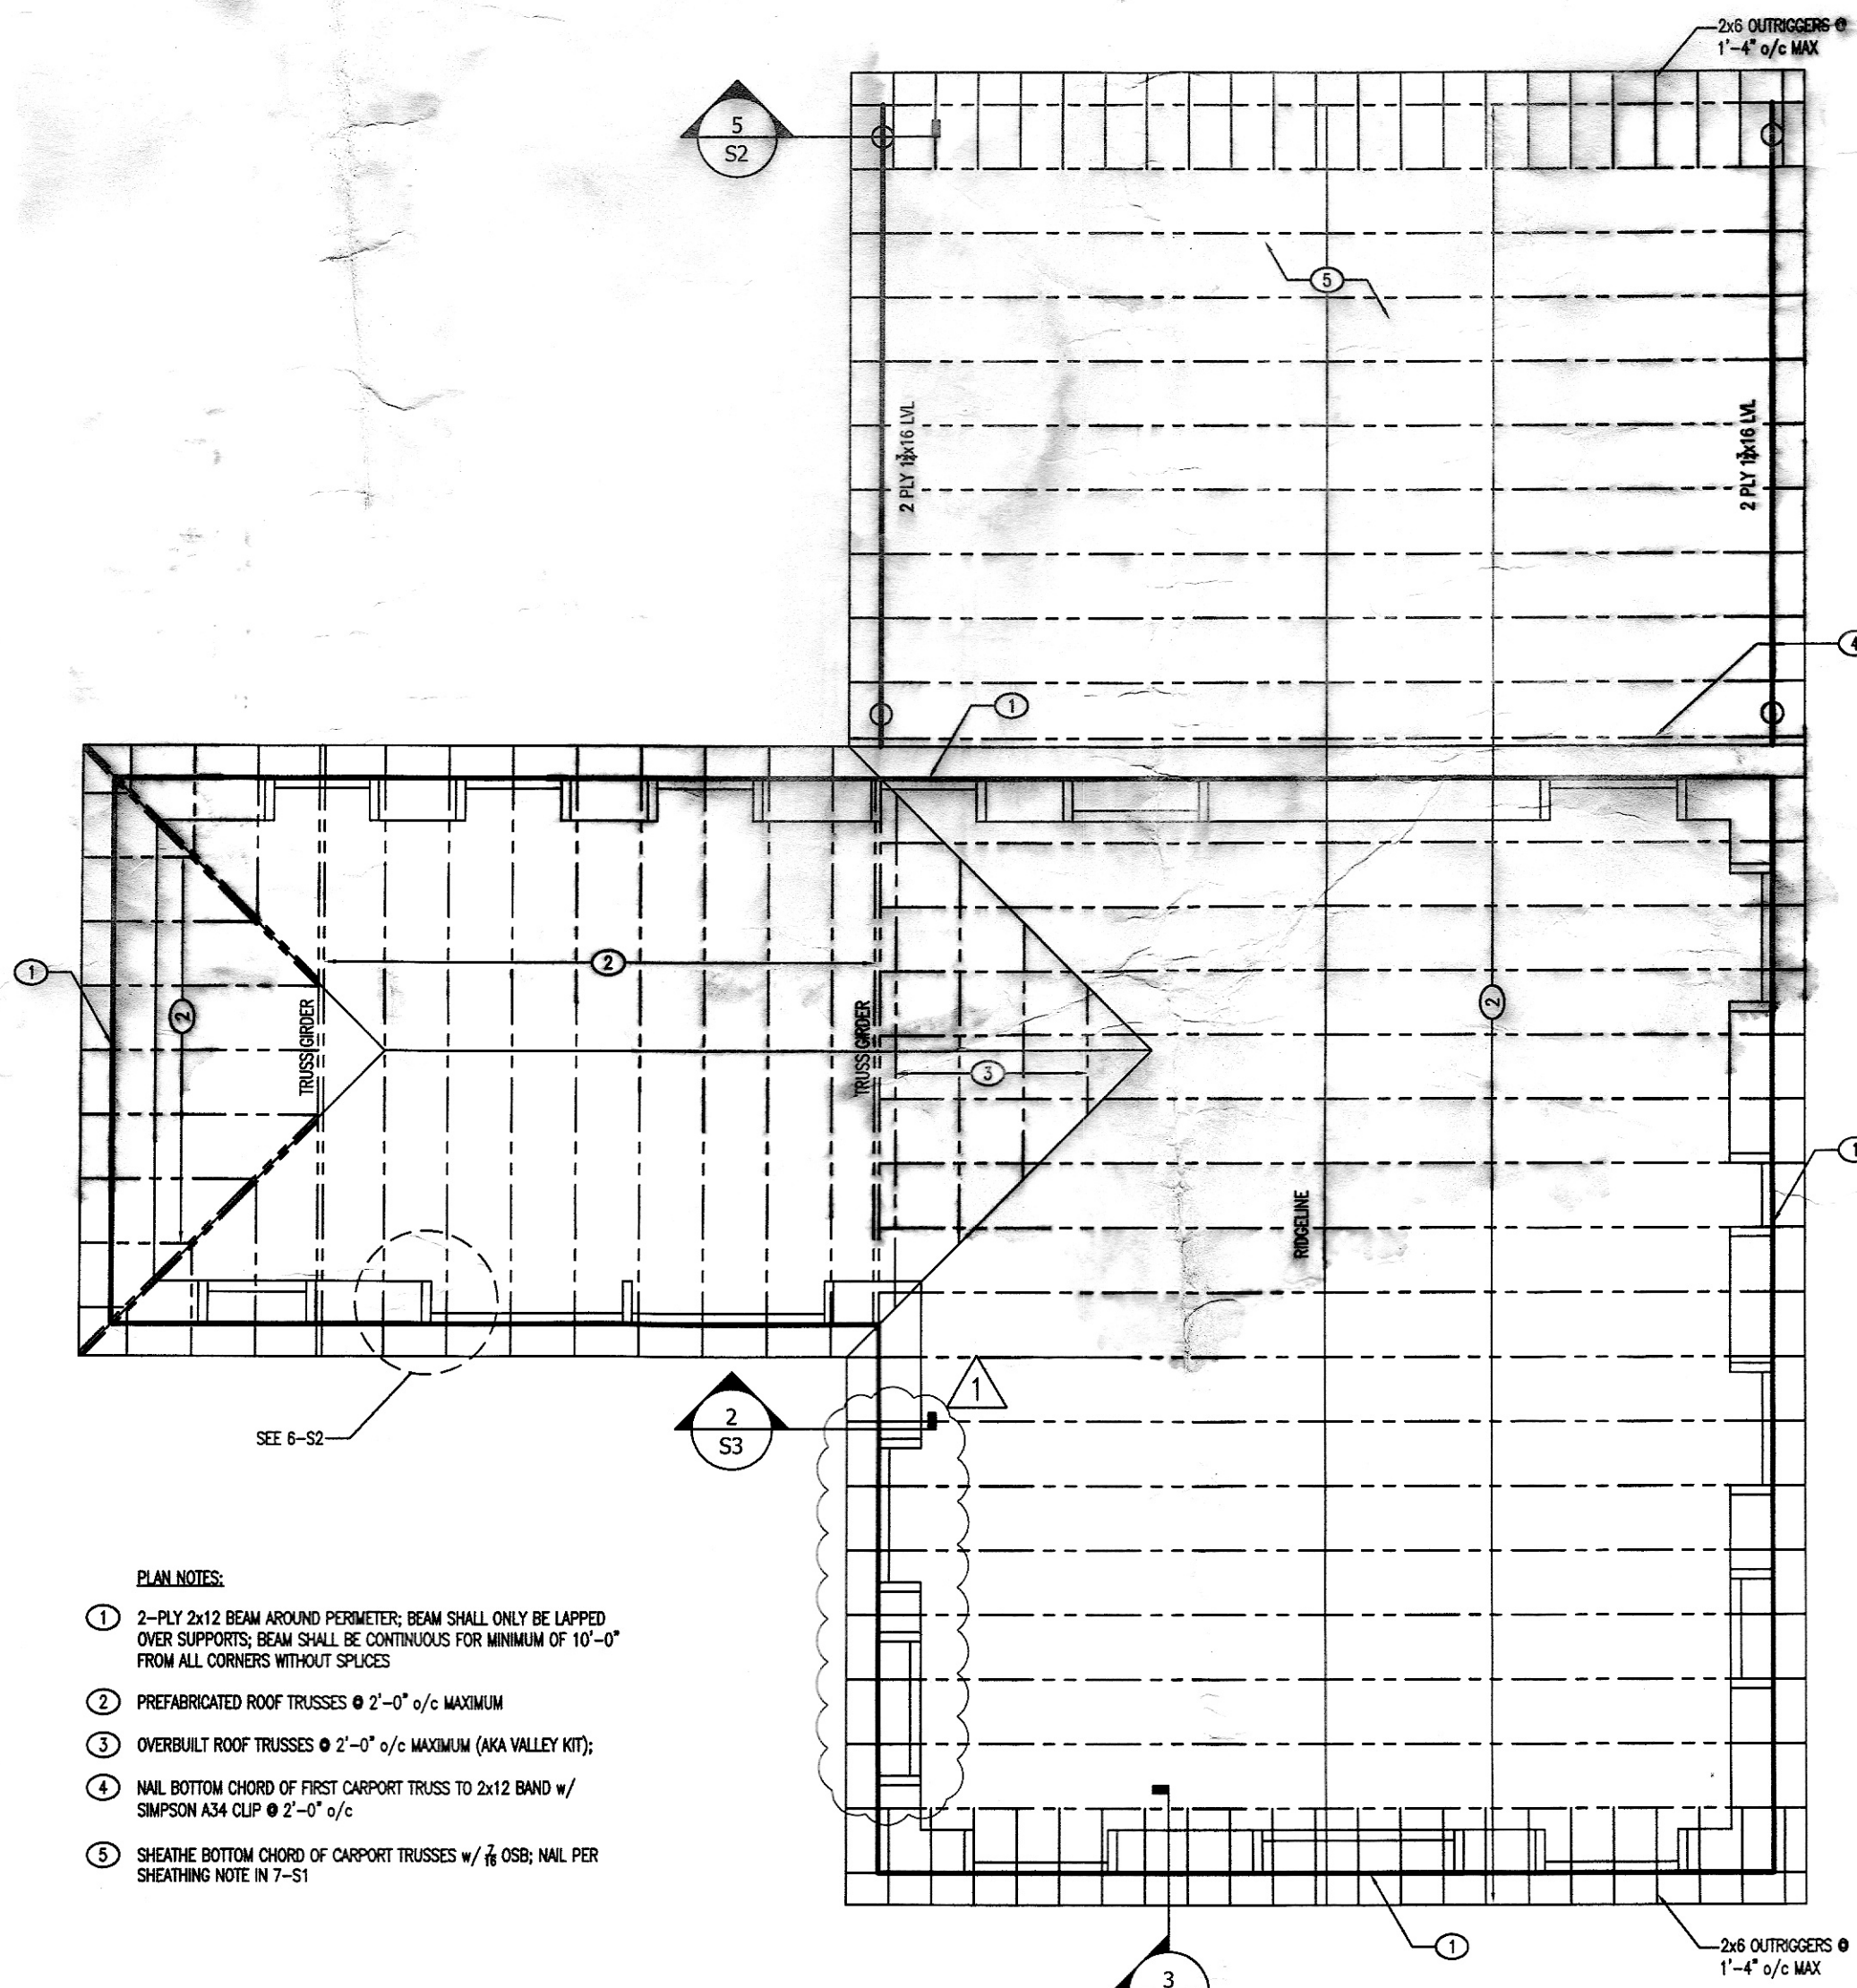 2x6 OUTRIGGERS @
1'-4" o/c MAX
5
S2
5
2 PLY 1¾x16 LVL
2 PLY 1¾x16 LVL
4
1
1
2
2
TRUSS GIRDER
TRUSS GIRDER
3
2
1
RIDGELINE
1
2
S3
SEE 6-S2
PLAN NOTES:
1 2-PLY 2x12 BEAM AROUND PERIMETER; BEAM SHALL ONLY BE LAPPED
OVER SUPPORTS; BEAM SHALL BE CONTINUOUS FOR MINIMUM OF 10'-0"
FROM ALL CORNERS WITHOUT SPLICES
2 PREFABRICATED ROOF TRUSSES @ 2'-0" o/c MAXIMUM
3 OVERBUILT ROOF TRUSSES @ 2'-0" o/c MAXIMUM (AKA VALLEY KIT);
4 NAIL BOTTOM CHORD OF FIRST CARPORT TRUSS TO 2x12 BAND w/
SIMPSON A34 CLIP @ 2'-0" o/c
5 SHEATHE BOTTOM CHORD OF CARPORT TRUSSES w/ 7/16 OSB; NAIL PER
SHEATHING NOTE IN 7-S1
1
2x6 OUTRIGGERS @
1'-4" o/c MAX
3